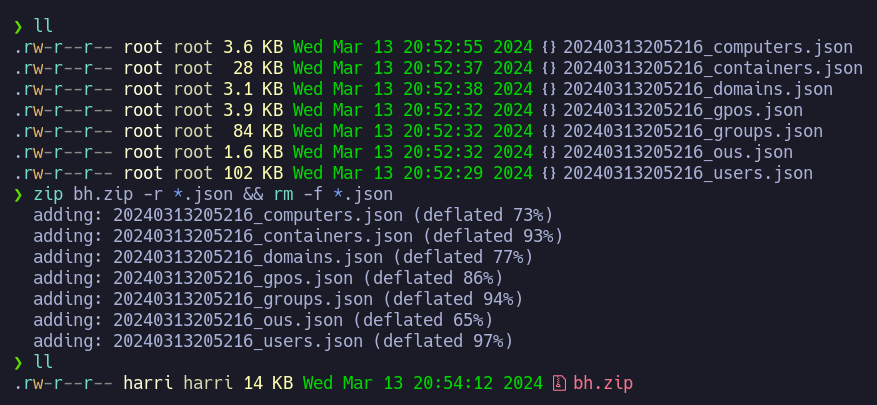 ❯ ll
.rw-r--r-- root root 3.6 KB Wed Mar 13 20:52:55 2024 {} 20240313205216_computers.json
.rw-r--r-- root root  28 KB Wed Mar 13 20:52:37 2024 {} 20240313205216_containers.json
.rw-r--r-- root root 3.1 KB Wed Mar 13 20:52:38 2024 {} 20240313205216_domains.json
.rw-r--r-- root root 3.9 KB Wed Mar 13 20:52:32 2024 {} 20240313205216_gpos.json
.rw-r--r-- root root  84 KB Wed Mar 13 20:52:32 2024 {} 20240313205216_groups.json
.rw-r--r-- root root 1.6 KB Wed Mar 13 20:52:32 2024 {} 20240313205216_ous.json
.rw-r--r-- root root 102 KB Wed Mar 13 20:52:29 2024 {} 20240313205216_users.json
❯ zip bh.zip -r *.json && rm -f *.json
  adding: 20240313205216_computers.json (deflated 73%)
  adding: 20240313205216_containers.json (deflated 93%)
  adding: 20240313205216_domains.json (deflated 77%)
  adding: 20240313205216_gpos.json (deflated 86%)
  adding: 20240313205216_groups.json (deflated 94%)
  adding: 20240313205216_ous.json (deflated 65%)
  adding: 20240313205216_users.json (deflated 97%)
❯ ll
.rw-r--r-- harri harri 14 KB Wed Mar 13 20:54:12 2024 bh.zip